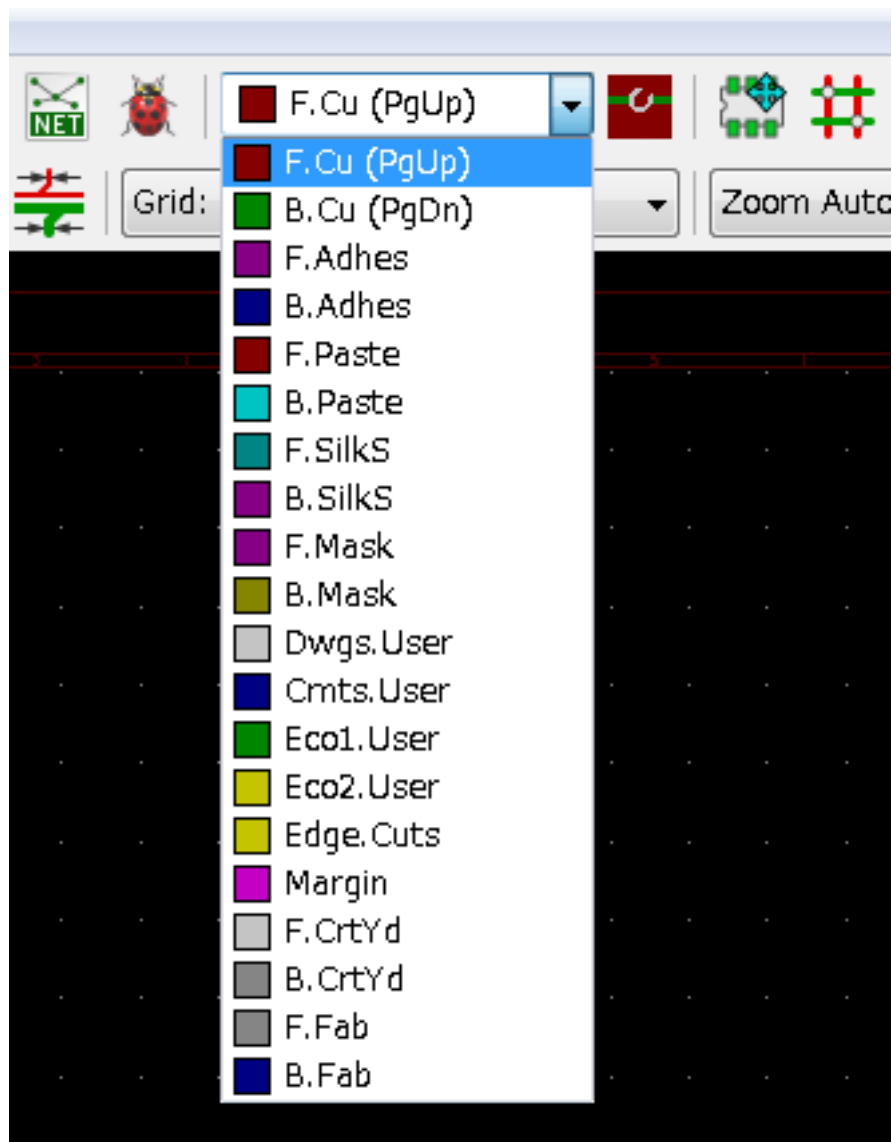 NET
F.Cu (PgUp)
F.Cu (PgUp)
Grid:
Zoom Auto
B.Cu (PgDn)
F.Adhes
B.Adhes
F.Paste
B.Paste
F.SilkS
B.SilkS
F.Mask
B.Mask
Dwgs.User
Cmts.User
Eco1.User
Eco2.User
Edge.Cuts
Margin
F.CrtYd
B.CrtYd
F.Fab
B.Fab